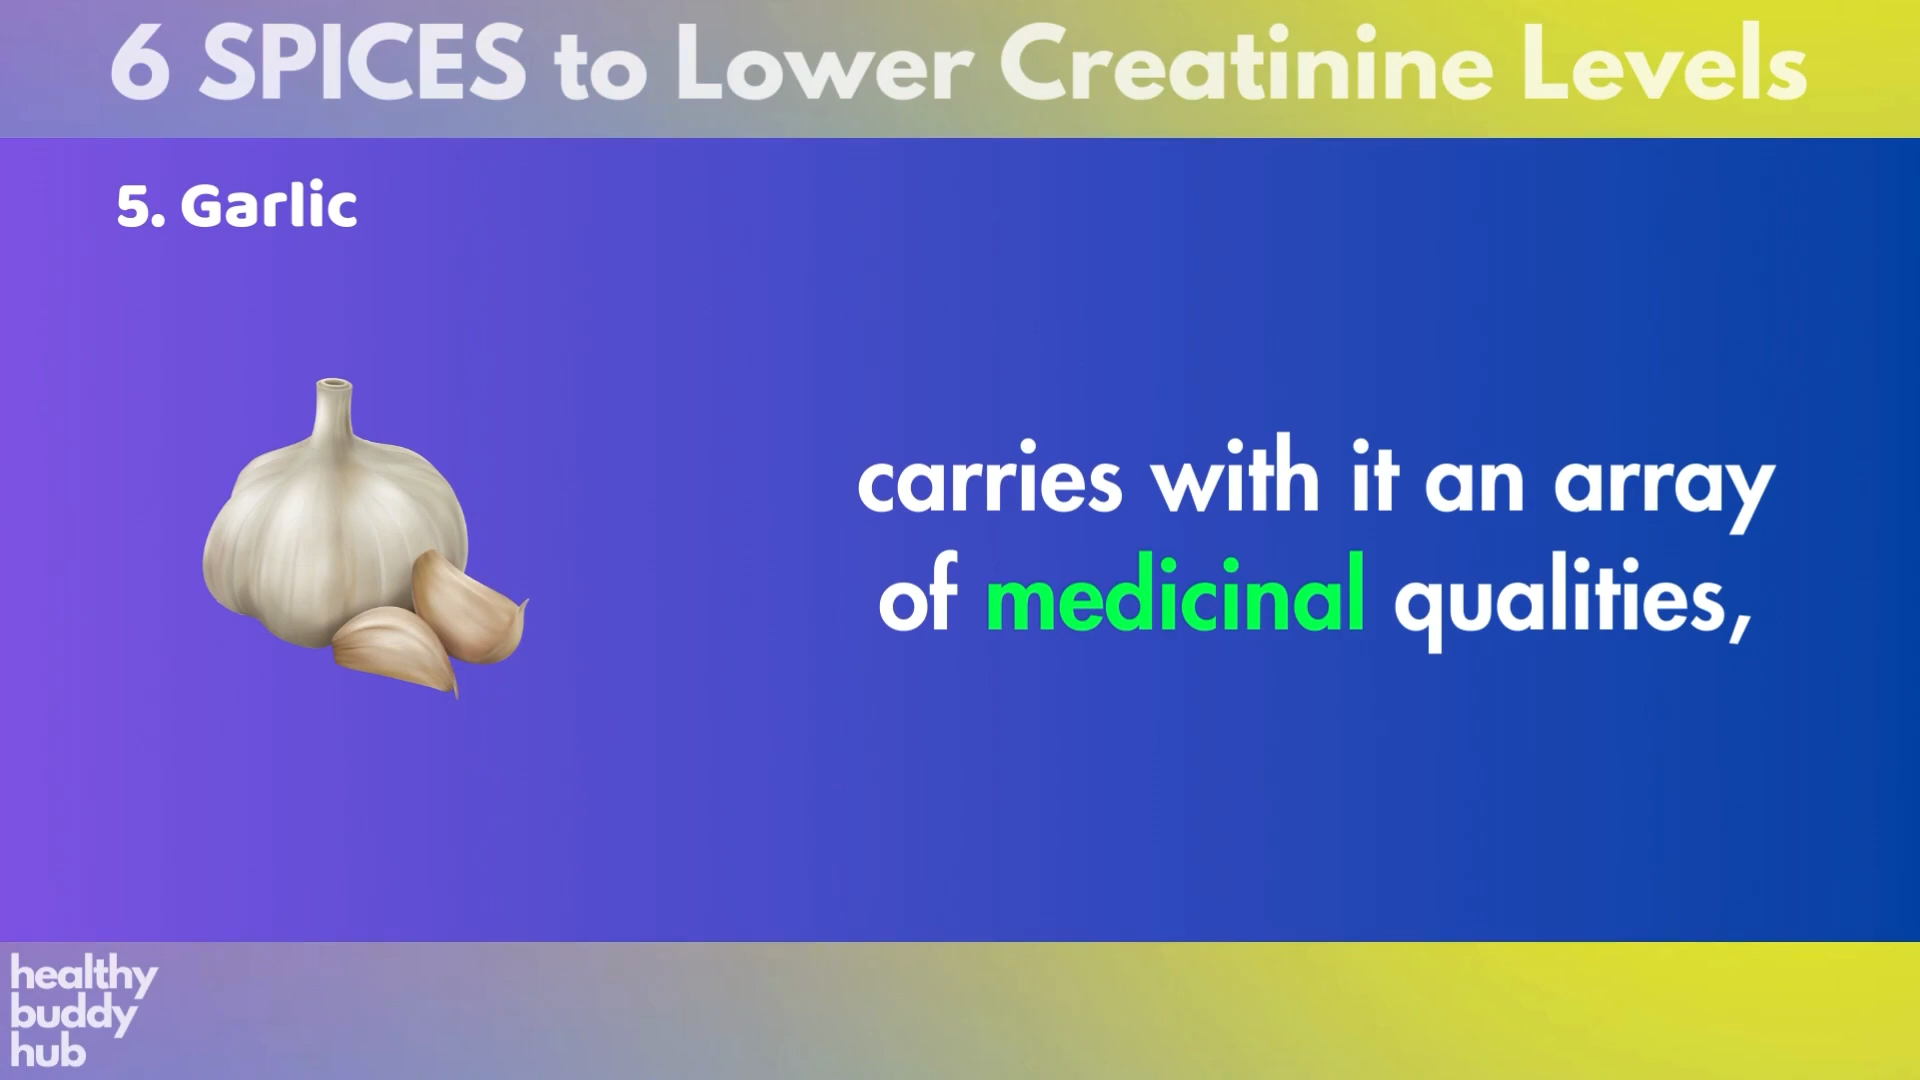 6 SPICES to Lower Creatinine Levels
5. Garlic
carries with it an array
of medicinal qualities,
healthy
buddy
hub